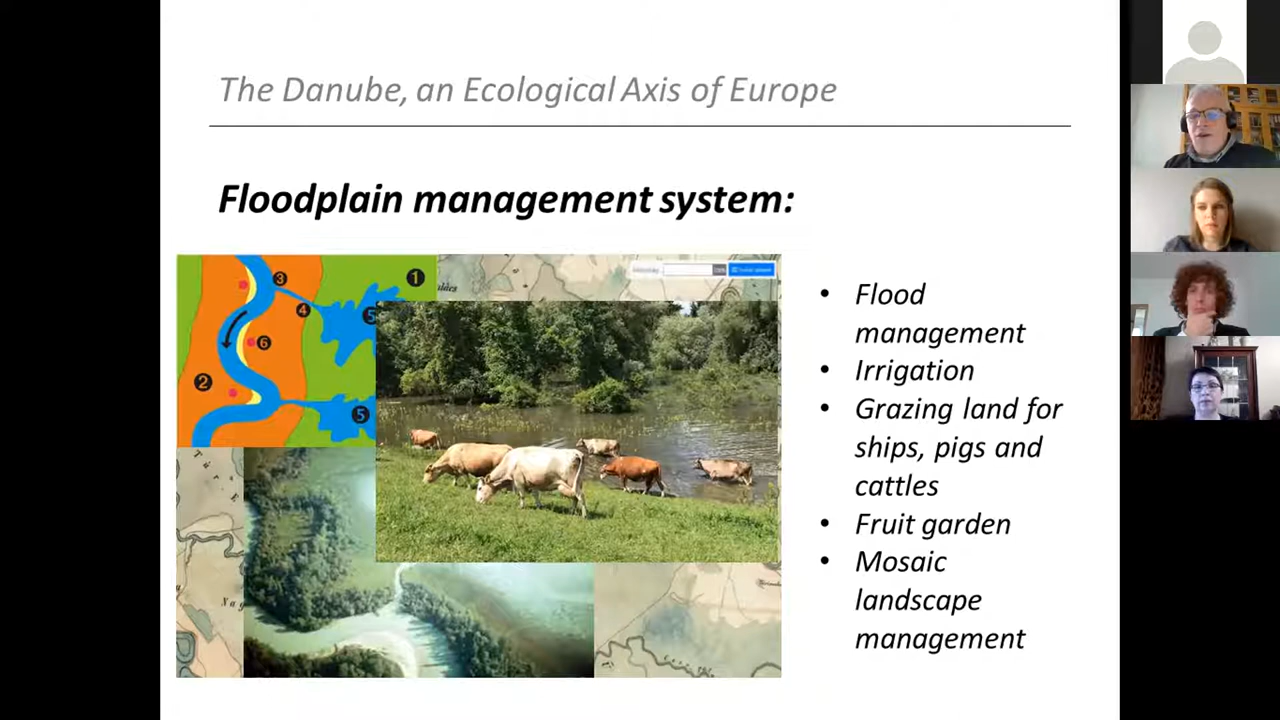 The Danube, an Ecological Axis of Europe
Floodplain management system:
3
1
4
5
6
2
5
• Flood
management
• Irrigation
• Grazing land for
ships, pigs and
cattles
• Fruit garden
• Mosaic
landscape
management